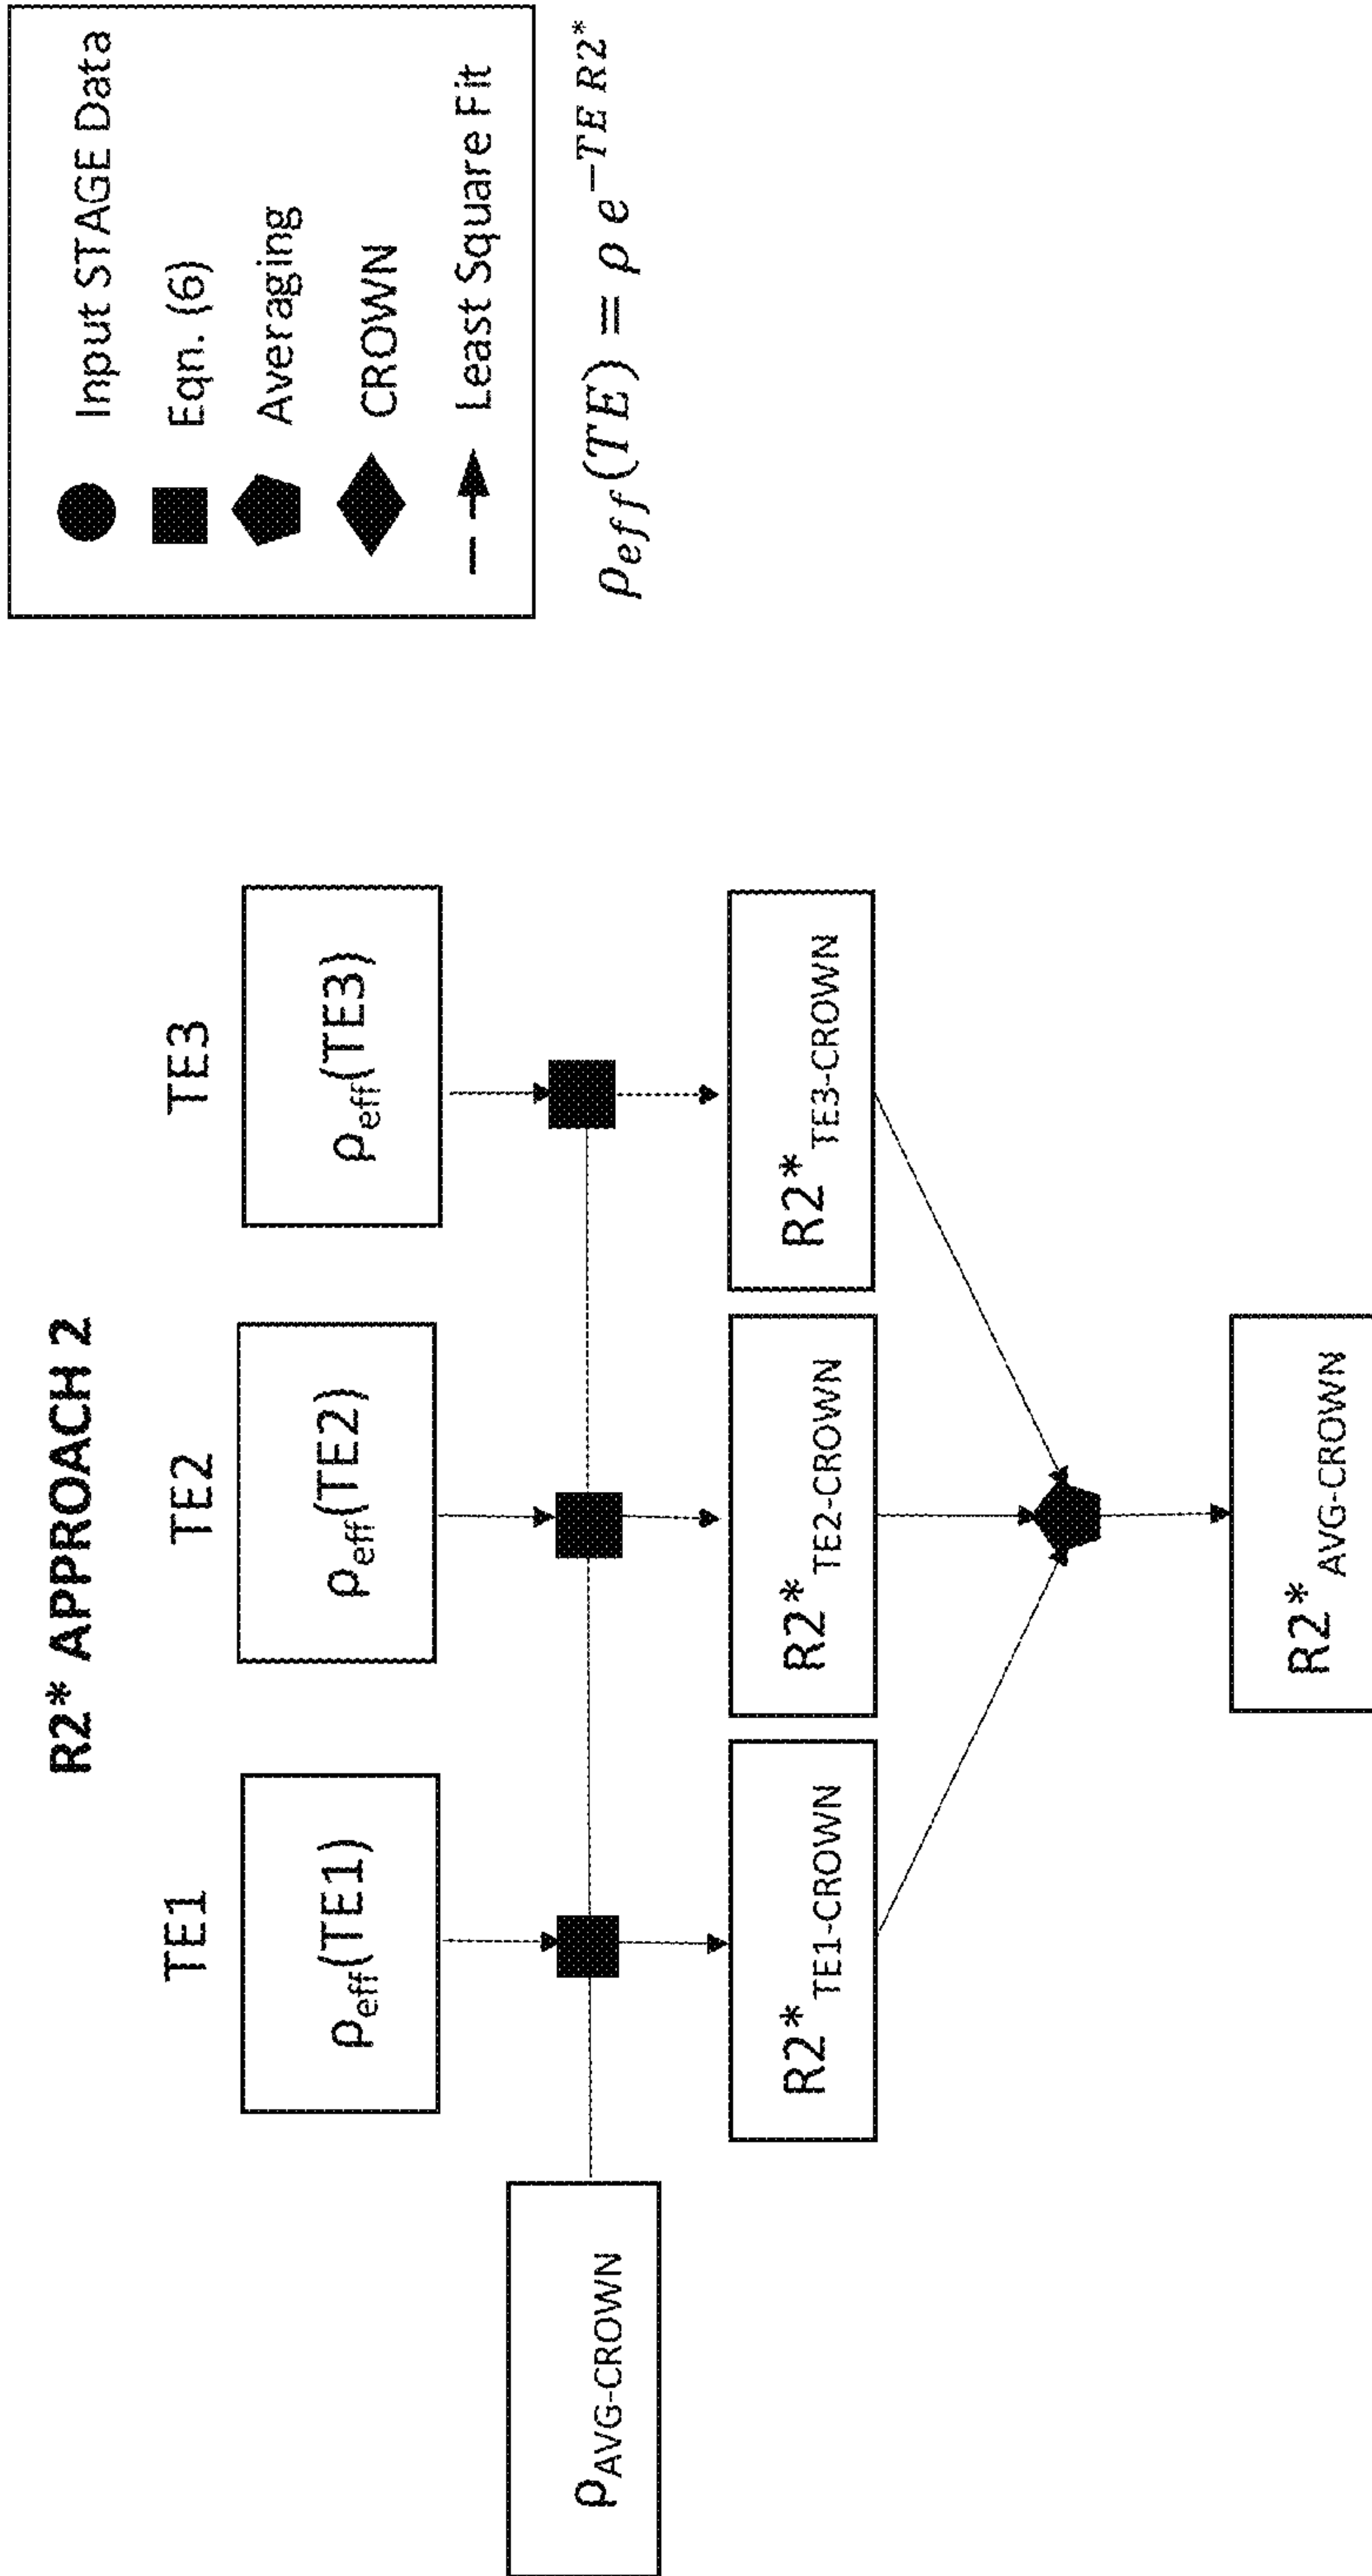 R2* APPROACH 2
TE1
TE2
TE3
ρeff(TE1)
ρeff(TE2)
ρeff(TE3)
ρAVG-CROWN
R2*TE1-CROWN
R2*TE2-CROWN
R2*TE3-CROWN
R2*AVG-CROWN
Input STAGE Data
Eqn. (6)
Averaging
CROWN
Least Square Fit
ρeff(TE) = ρ e^−TE R2*